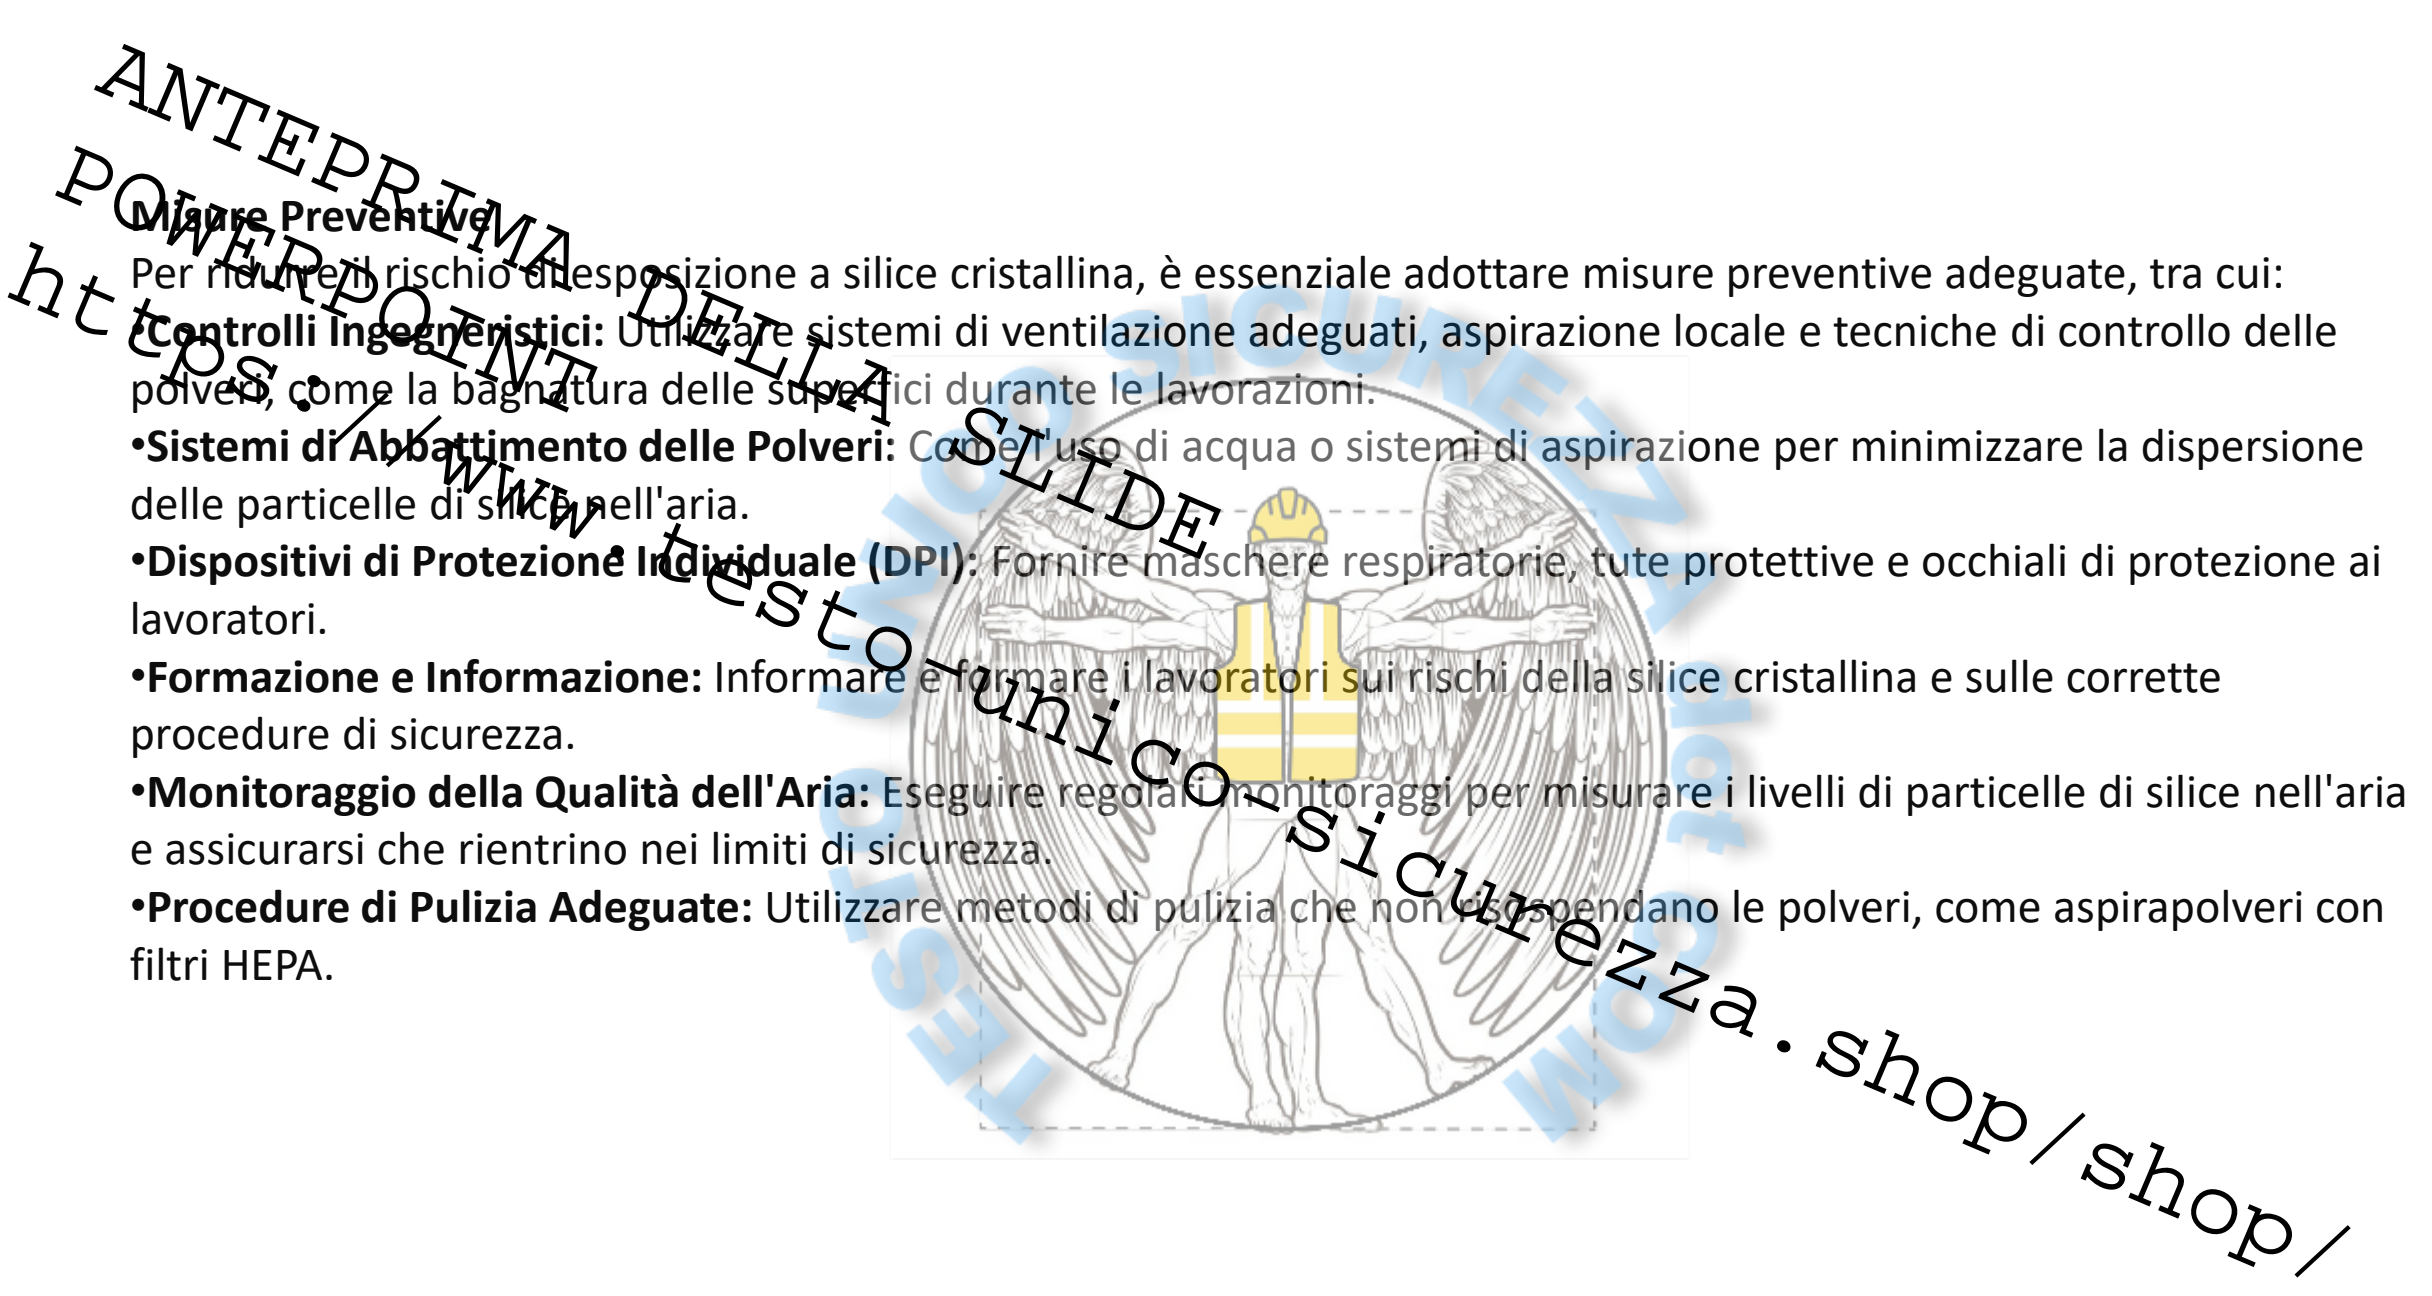 ANTEPRIMA DELLA SLIDE
POWERPOINT
https://www.testo-unico-sicurezza.shop/shop/
Misure Preventive
Per ridurre il rischio di esposizione a silice cristallina, è essenziale adottare misure preventive adeguate, tra cui:
•Controlli Ingegneristici: Utilizzare sistemi di ventilazione adeguati, aspirazione locale e tecniche di controllo delle
polveri, come la bagnatura delle superfici durante le lavorazioni.
•Sistemi di Abbattimento delle Polveri: Come l'uso di acqua o sistemi di aspirazione per minimizzare la dispersione
delle particelle di silice nell'aria.
•Dispositivi di Protezione Individuale (DPI): Fornire maschere respiratorie, tute protettive e occhiali di protezione ai
lavoratori.
•Formazione e Informazione: Informare e formare i lavoratori sui rischi della silice cristallina e sulle corrette
procedure di sicurezza.
•Monitoraggio della Qualità dell'Aria: Eseguire regolari monitoraggi per misurare i livelli di particelle di silice nell'aria
e assicurarsi che rientrino nei limiti di sicurezza.
•Procedure di Pulizia Adeguate: Utilizzare metodi di pulizia che non risospendano le polveri, come aspirapolveri con
filtri HEPA.
TESTO UNICO SICUREZZA dot COM